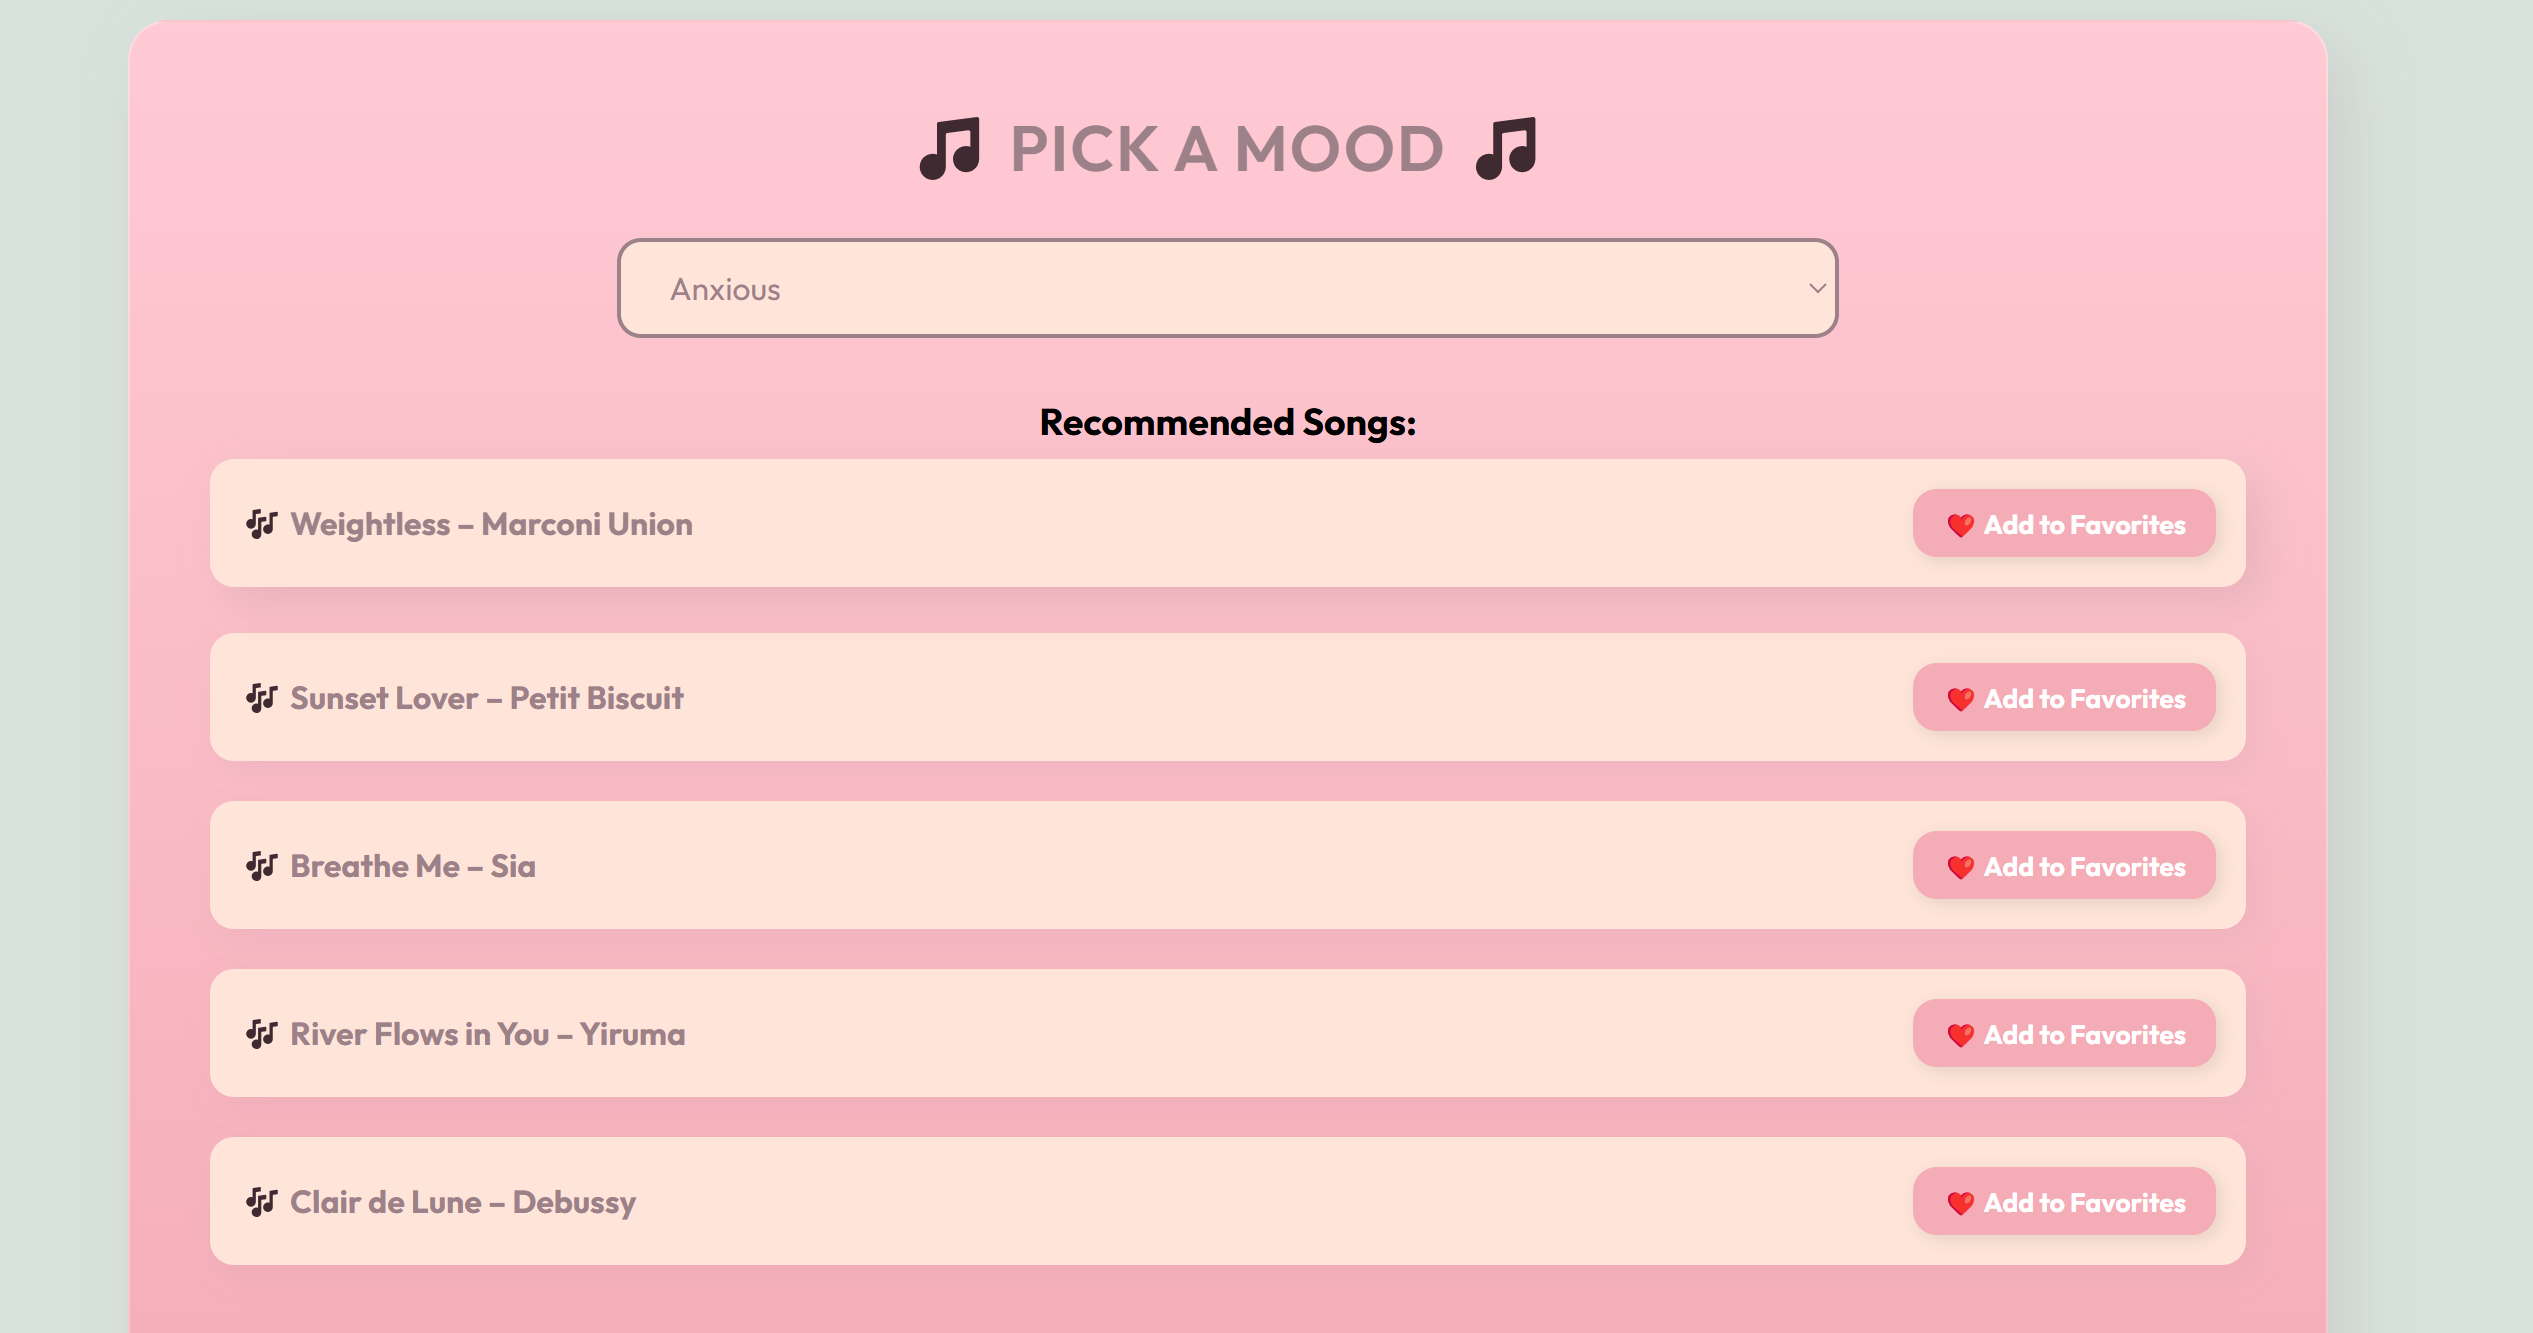 🎵 PICK A MOOD 🎵
Anxious
Recommended Songs:
🎶 Weightless – Marconi Union
❤️ Add to Favorites
🎶 Sunset Lover – Petit Biscuit
❤️ Add to Favorites
🎶 Breathe Me – Sia
❤️ Add to Favorites
🎶 River Flows in You – Yiruma
❤️ Add to Favorites
🎶 Clair de Lune – Debussy
❤️ Add to Favorites